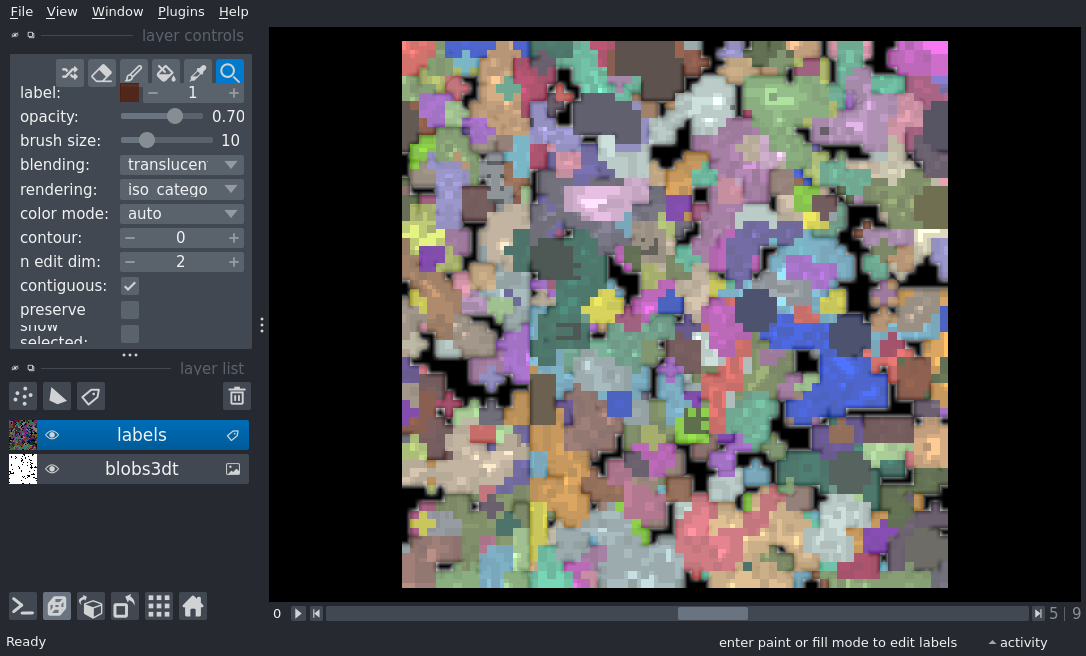 File View Window Plugins Help
layer controls
label: 1
opacity: 0.70
brush size: 10
blending: translucen
rendering: iso_catego
color mode: auto
contour: 0
n edit dim: 2
contiguous:
preserve
show
selected:
layer list
labels
blobs3dt
0 5 | 9
Ready enter paint or fill mode to edit labels activity